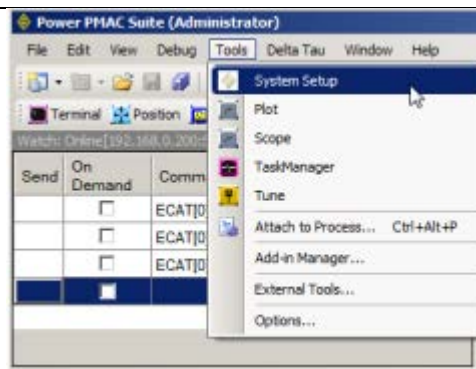 Power PMAC Suite (Administrator)
File Edit View Debug Tools Delta Tau Window Help
System Setup
Plot
Scope
TaskManager
Tune
Attach to Process... Ctrl+Alt+P
Add-in Manager...
External Tools...
Options...
Terminal Position
Watch: Online[192.168.0.200:
Send On Demand Comm
ECAT[0
ECAT[0
ECAT[0